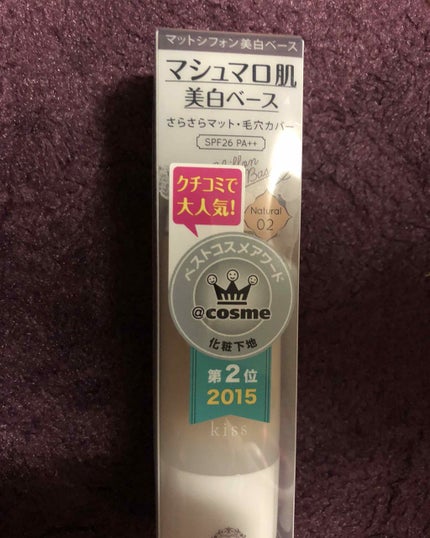 マットシフォン美白ベース
マシュマロ肌
美白ベース
さらさらマット・毛穴カバー
SPF26 PA++
クチコミで
大人気!
Natural
02
ベストコスメアワード
@cosme
化粧下地
第2位
2015
kiss